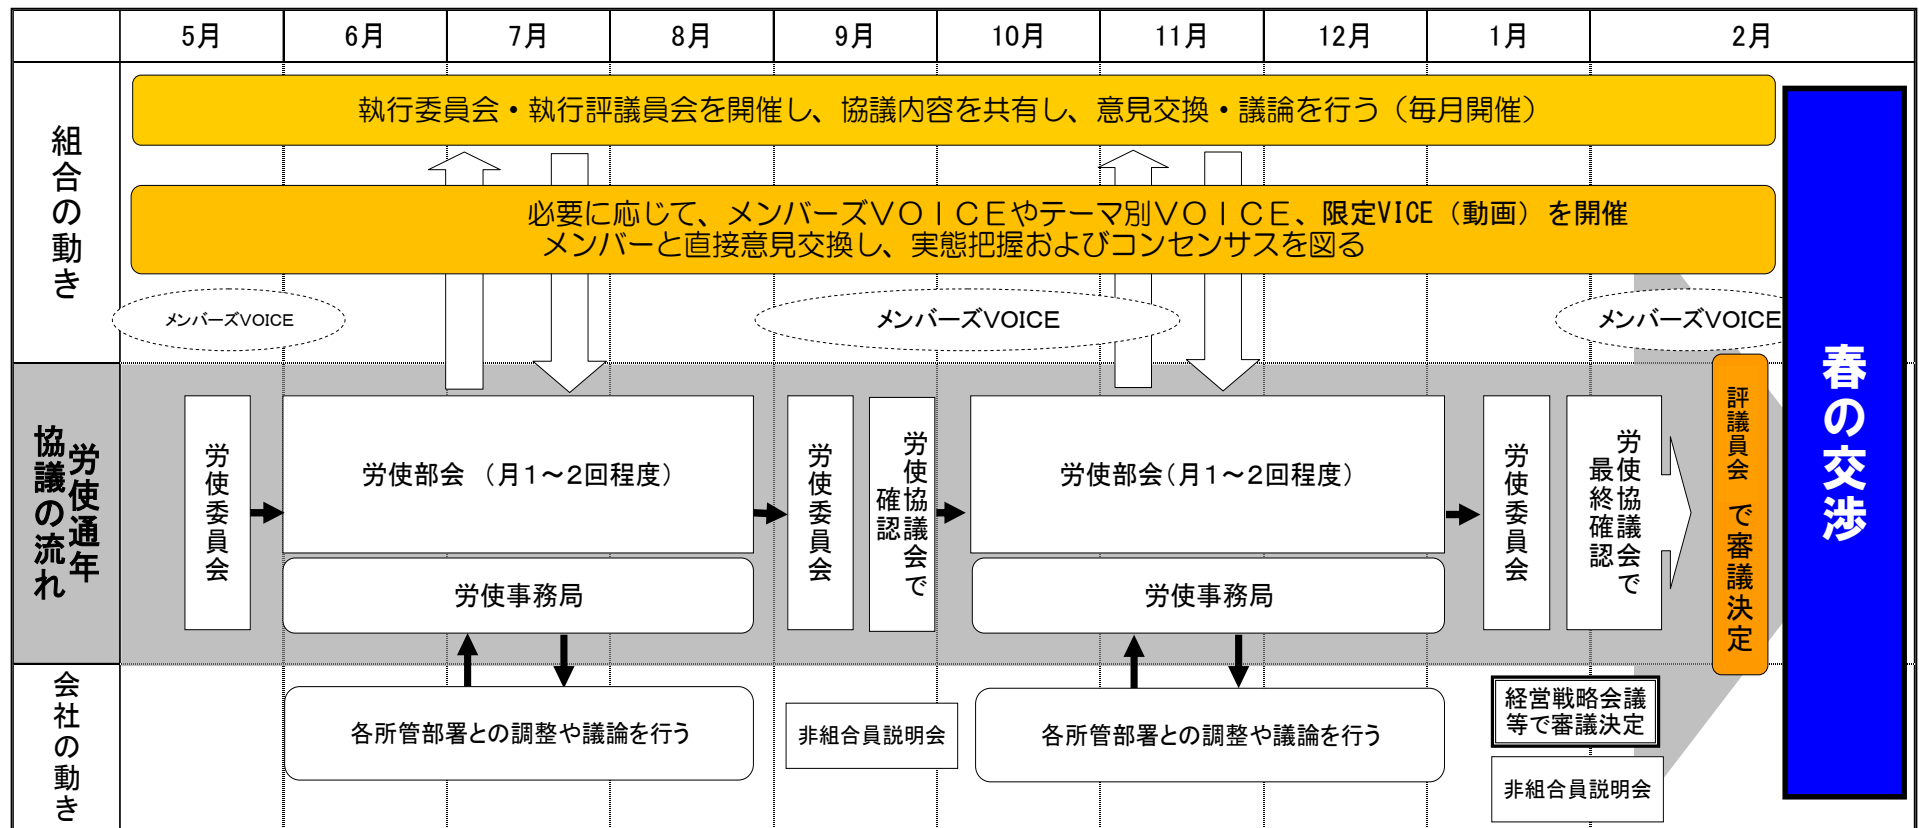 5月
6月
7月
8月
9月
10月
11月
12月
1月
2月
組合の動き
執行委員会・執行評議員会を開催し、協議内容を共有し、意見交換・議論を行う（毎月開催）
必要に応じて、メンバーズＶＯＩＣＥやテーマ別ＶＯＩＣＥ、限定VICE（動画）を開催
メンバーと直接意見交換し、実態把握およびコンセンサスを図る
メンバーズVOICE
メンバーズVOICE
メンバーズVOICE
春の交渉
労使通年
協議の流れ
労使委員会
労使部会 （月１～２回程度）
労使事務局
労使委員会
労使協議会で
確認
労使部会（月１～２回程度）
労使事務局
労使委員会
労使協議会で
最終確認
評議員会 で審議決定
会社の動き
各所管部署との調整や議論を行う
非組合員説明会
各所管部署との調整や議論を行う
経営戦略会議
等で審議決定
非組合員説明会